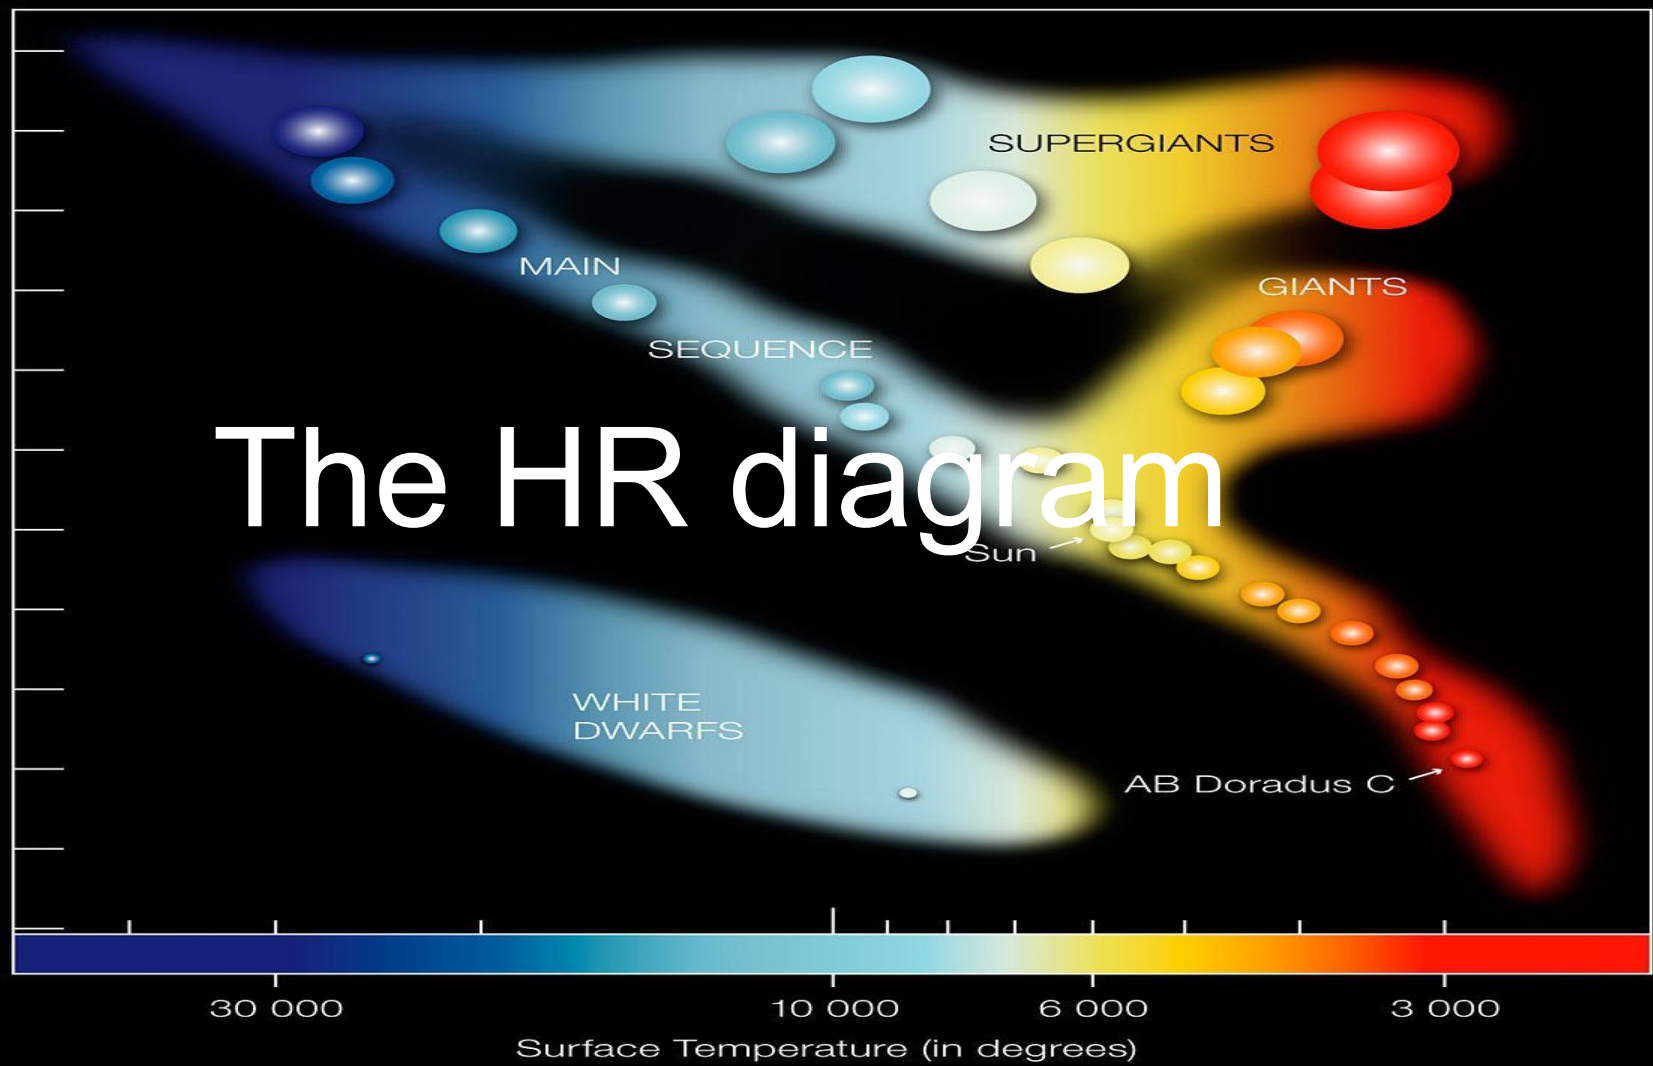 SUPERGIANTS
MAIN
GIANTS
SEQUENCE
The HR diagram
Sun
WHITE
DWARFS
AB Doradus C
30 000 10 000 6 000 3 000
Surface Temperature (in degrees)